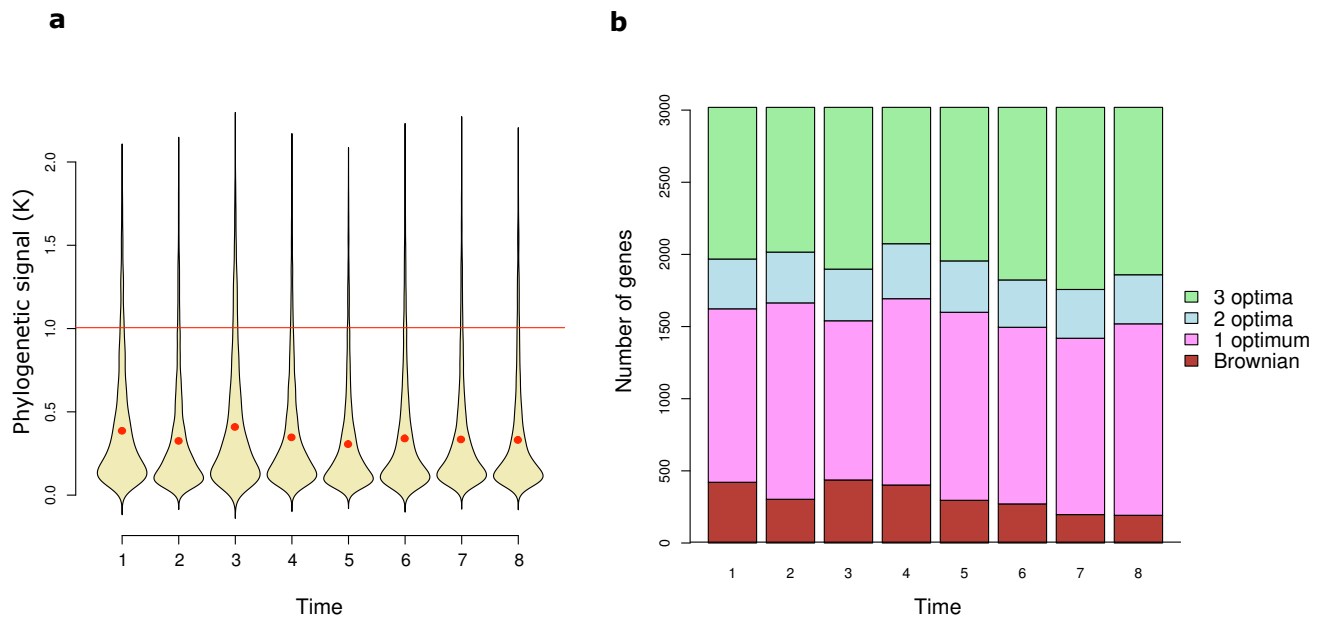 a
Phylogenetic signal (K)
2.0
1.5
1.0
0.5
0.0
1 2 3 4 5 6 7 8
Time
b
Number of genes
3000
2500
2000
1500
1000
500
0
1 2 3 4 5 6 7 8
Time
3 optima
2 optima
1 optimum
Brownian